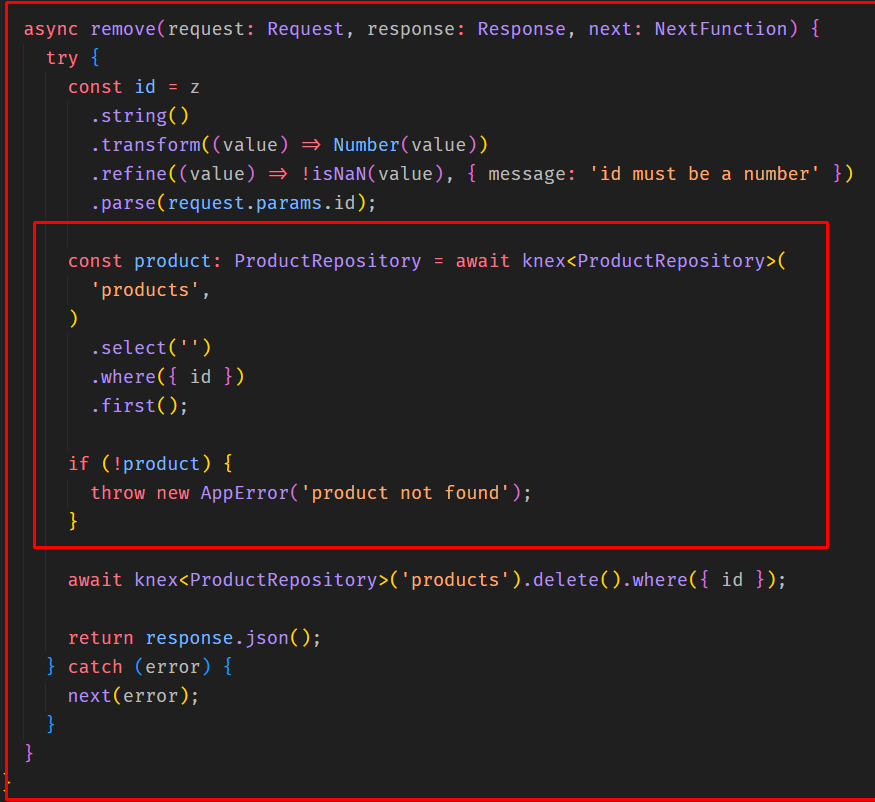 async remove(request: Request, response: Response, next: NextFunction) {
try {
const id = z
.string()
.transform((value) => Number(value))
.refine((value) => !isNaN(value), { message: 'id must be a number' })
.parse(request.params.id);
const product: ProductRepository = await knex<ProductRepository>(
'products',
)
.select('')
.where({ id })
.first();
if (!product) {
throw new AppError('product not found');
}
await knex<ProductRepository>('products').delete().where({ id });
return response.json();
} catch (error) {
next(error);
}
}
}